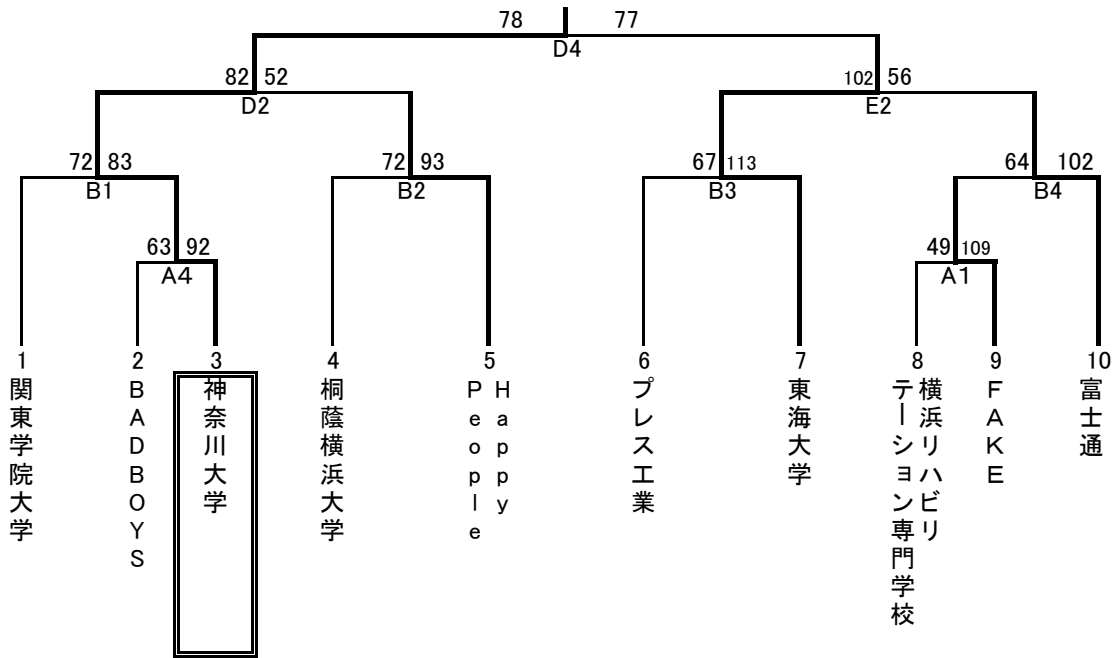 78 77
D4
82 52
D2
102 56
E2
72 83
B1
72 93
B2
67 113
B3
64 102
B4
63 92
A4
49 109
A1
1
関東学院大学
2
BADBOYS
3
神奈川大学
4
桐蔭横浜大学
5
Happy
People
6
プレス工業
7
東海大学
8
横浜リハビリ
テーション専門学校
9
FAKE
10
富士通